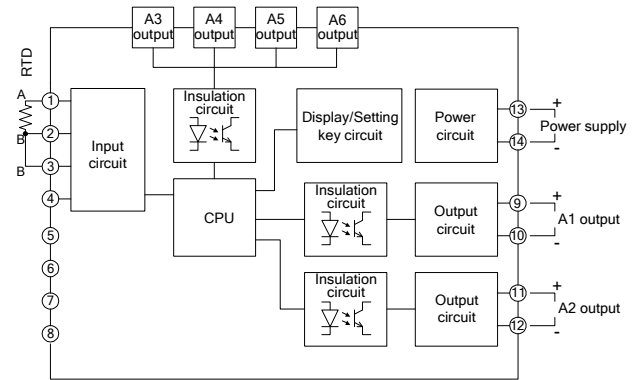 A3
output
A4
output
A5
output
A6
output
RTD
A
B
B
1
2
3
4
5
6
7
8
Input
circuit
Insulation
circuit
Display/Setting
key circuit
Power
circuit
13
14
+
Power supply
-
CPU
Insulation
circuit
Output
circuit
9
10
+
A1 output
-
Insulation
circuit
Output
circuit
11
12
+
A2 output
-